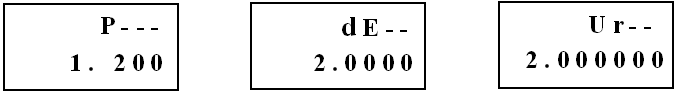 P---
1. 200
dE--
2.0000
Ur--
2.000000